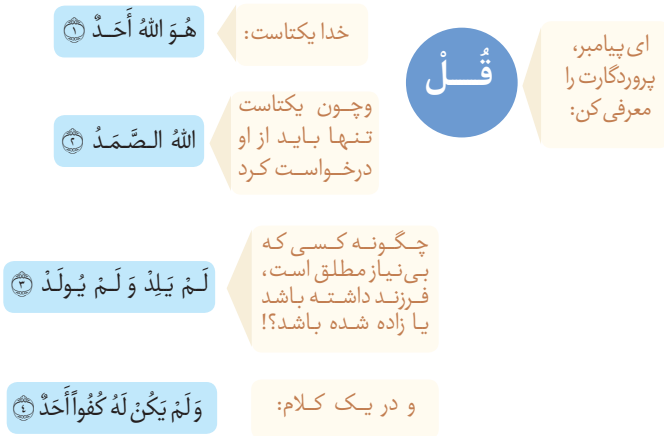 ای پیامبر،
پروردگارت را
معرفی کن:
قُلْ
خدا یکتاست:
هُوَ اللهُ أَحَدٌ ﴿١﴾
وچون یکتاست
تنها باید از او
درخواست کرد
اللهُ الصَّمَدُ ﴿٢﴾
چگونه کسی که
بی‌نیاز مطلق است،
فرزند داشته باشد
یا زاده شده باشد؟!
لَمْ یَلِدْ وَ لَمْ یُولَدْ ﴿٣﴾
و در یک کلام:
وَلَمْ یَکُنْ لَهُ کُفُواً أَحَدٌ ﴿٤﴾